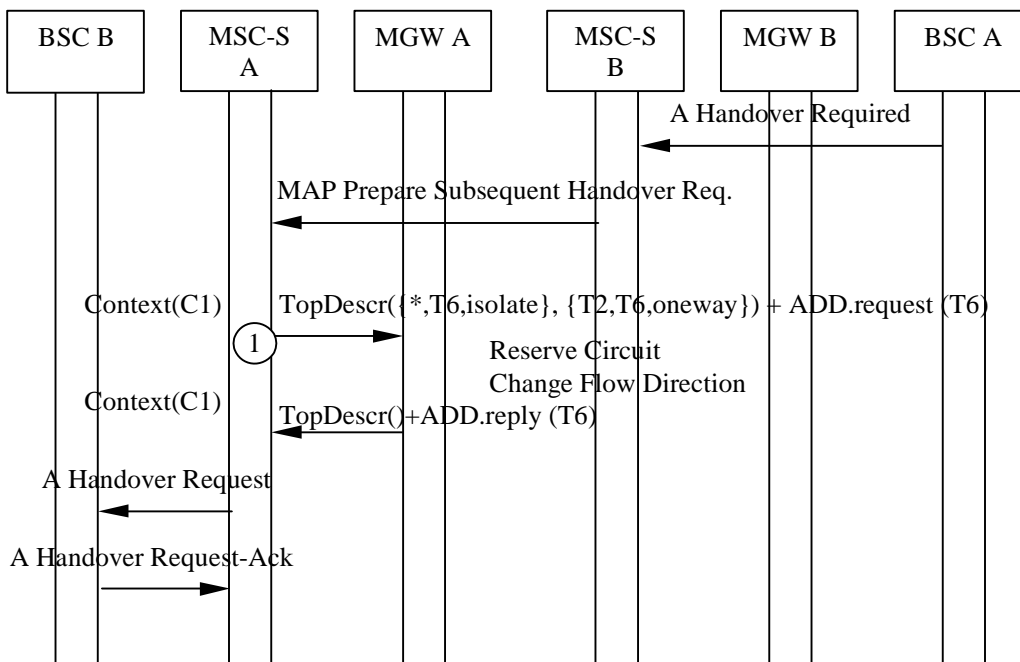 BSC B
MSC-S
A
MGW A
MSC-S
B
MGW B
BSC A
A Handover Required
MAP Prepare Subsequent Handover Req.
Context(C1)
TopDescr({*,T6,isolate}, {T2,T6,oneway}) + ADD.request (T6)
1
Reserve Circuit
Change Flow Direction
Context(C1)
TopDescr()+ADD.reply (T6)
A Handover Request
A Handover Request-Ack